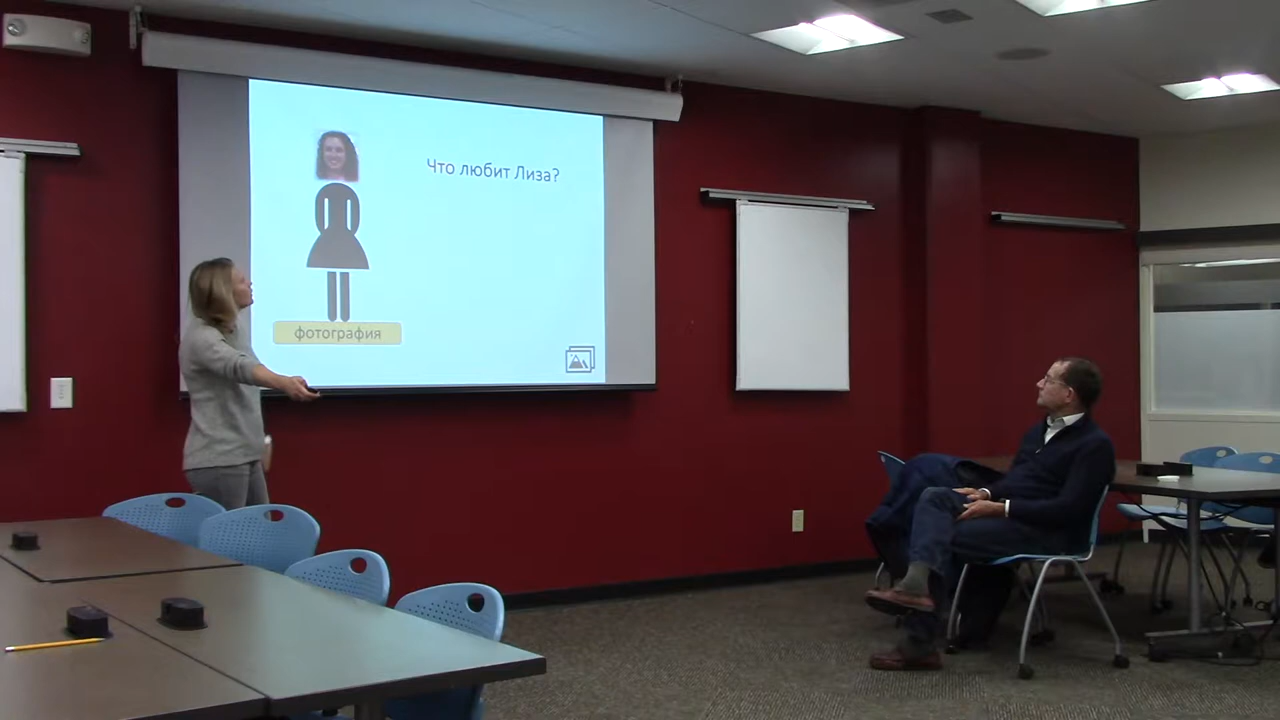 Что любит Лиза?
фотография